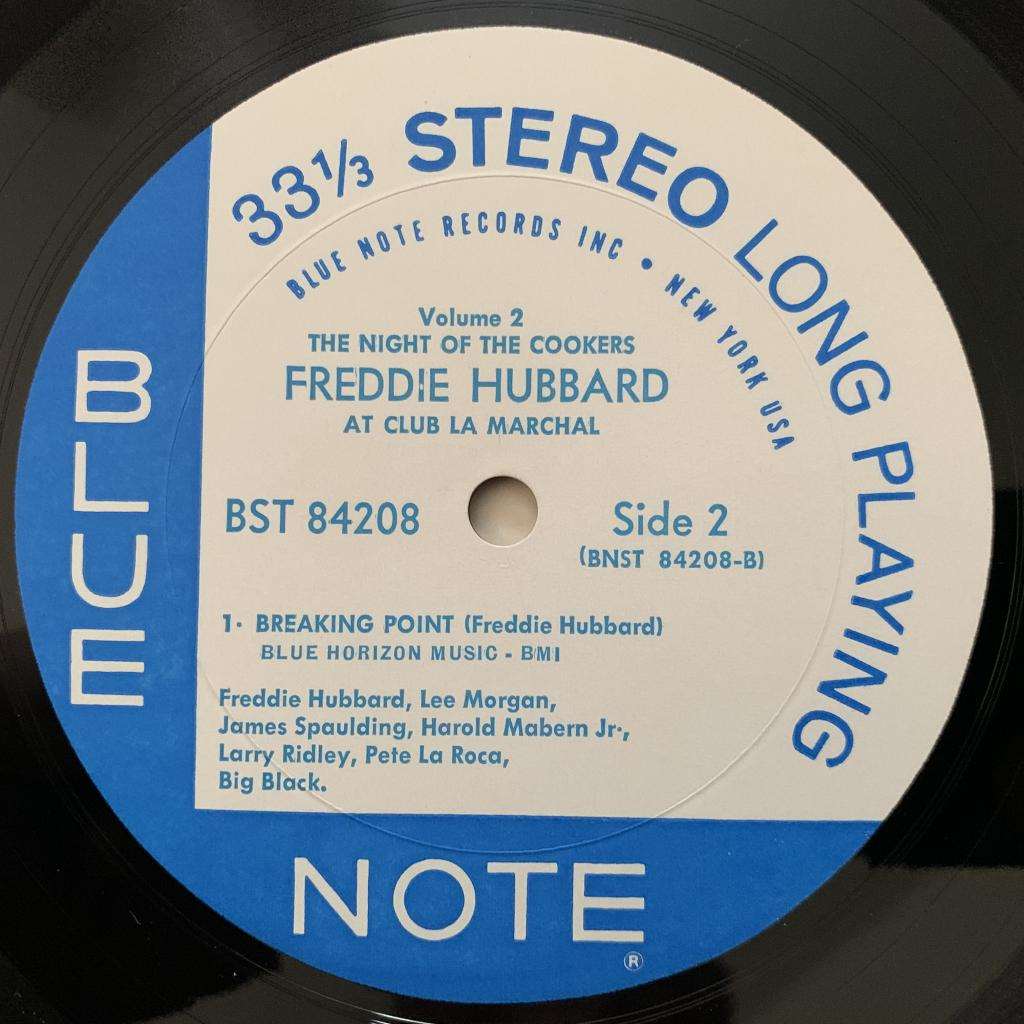 33⅓ STEREO LONG PLAYING
BLUE NOTE RECORDS INC • NEW YORK USA
Volume 2
THE NIGHT OF THE COOKERS
FREDDIE HUBBARD
AT CLUB LA MARCHAL
BST 84208
Side 2
(BNST 84208-B)
1. BREAKING POINT (Freddie Hubbard)
BLUE HORIZON MUSIC - BMI
Freddie Hubbard, Lee Morgan,
James Spaulding, Harold Mabern Jr.,
Larry Ridley, Pete La Roca,
Big Black.
BLUE
NOTE
®